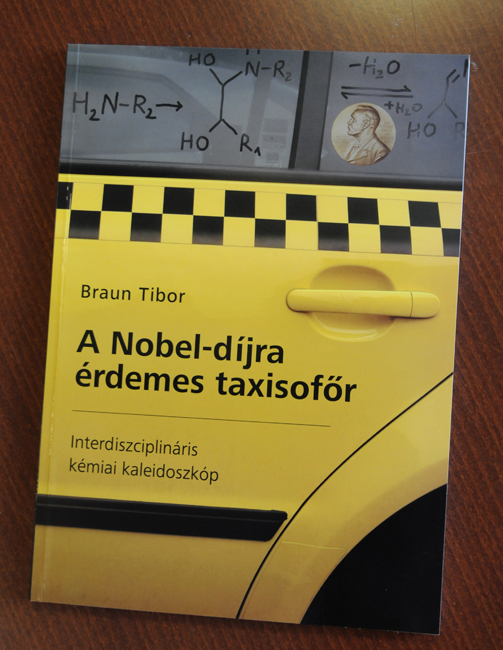 HO
H
N-R₂
-H₂O
H₂N-R₂→
+H₂O
HO
HO
R₁
R
Braun Tibor
A Nobel-díjra
érdemes taxisofőr
Interdiszciplináris
kémiai kaleidoszkóp